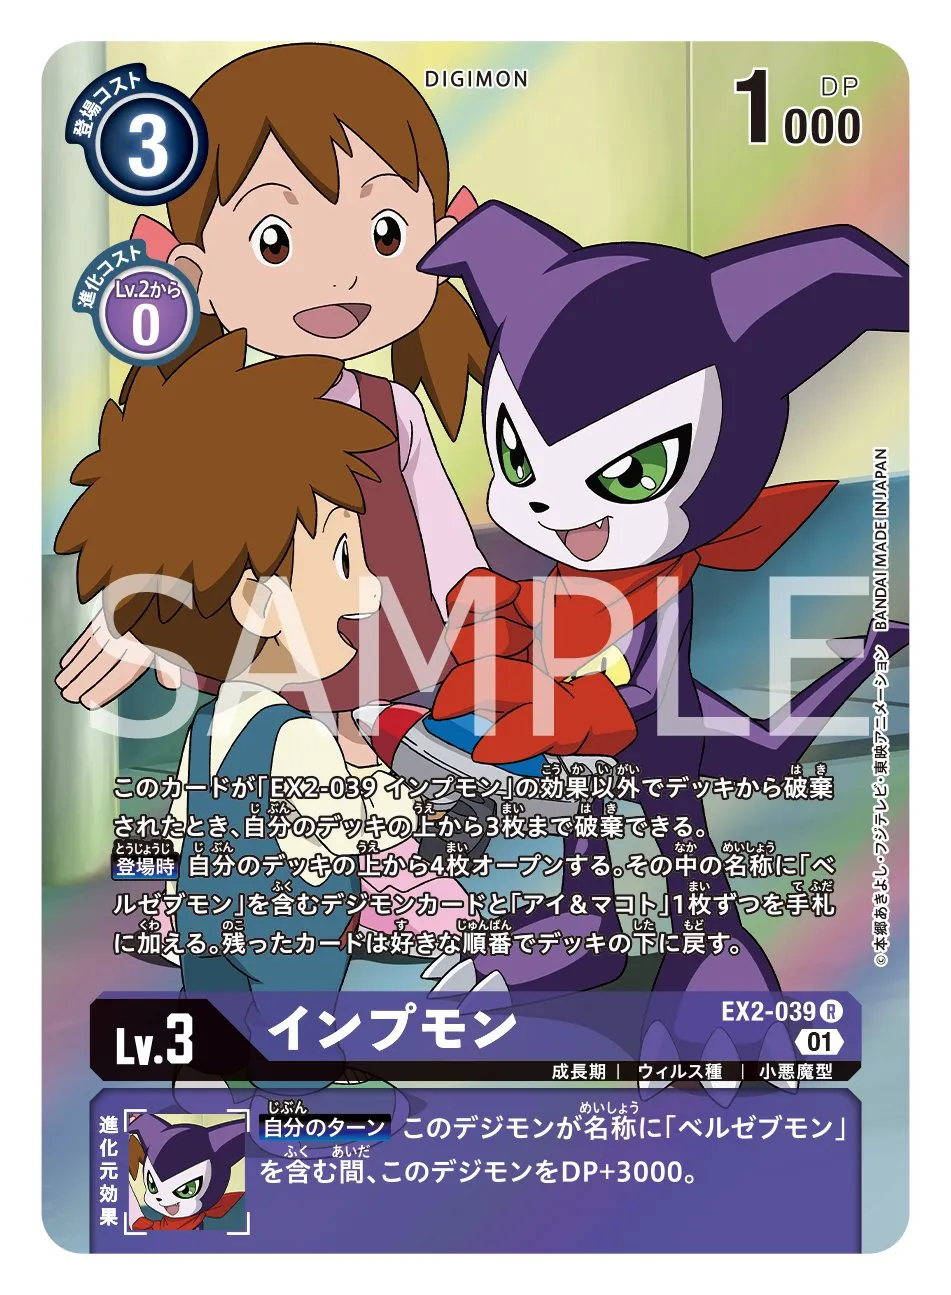 DIGIMON
登場コスト
3
DP
1000
進化コスト
Lv.2から
0
SAMPLE
このカードが「EX2-039 インプモン」の効果以外でデッキから破棄
されたとき、自分のデッキの上から3枚まで破棄できる。
登場時 自分のデッキの上から4枚オープンする。その中の名称に「ベ
ルゼブモン」を含むデジモンカードと「アイ&マコト」1枚ずつを手札
に加える。残ったカードは好きな順番でデッキの下に戻す。
©本郷あきよし・フジテレビ・東映アニメーション BANDAI MADE IN JAPAN
EX2-039 R
01
Lv.3
インプモン
成長期 | ウィルス種 | 小悪魔型
進化元効果
自分のターン このデジモンが名称に「ベルゼブモン」
を含む間、このデジモンをDP+3000。